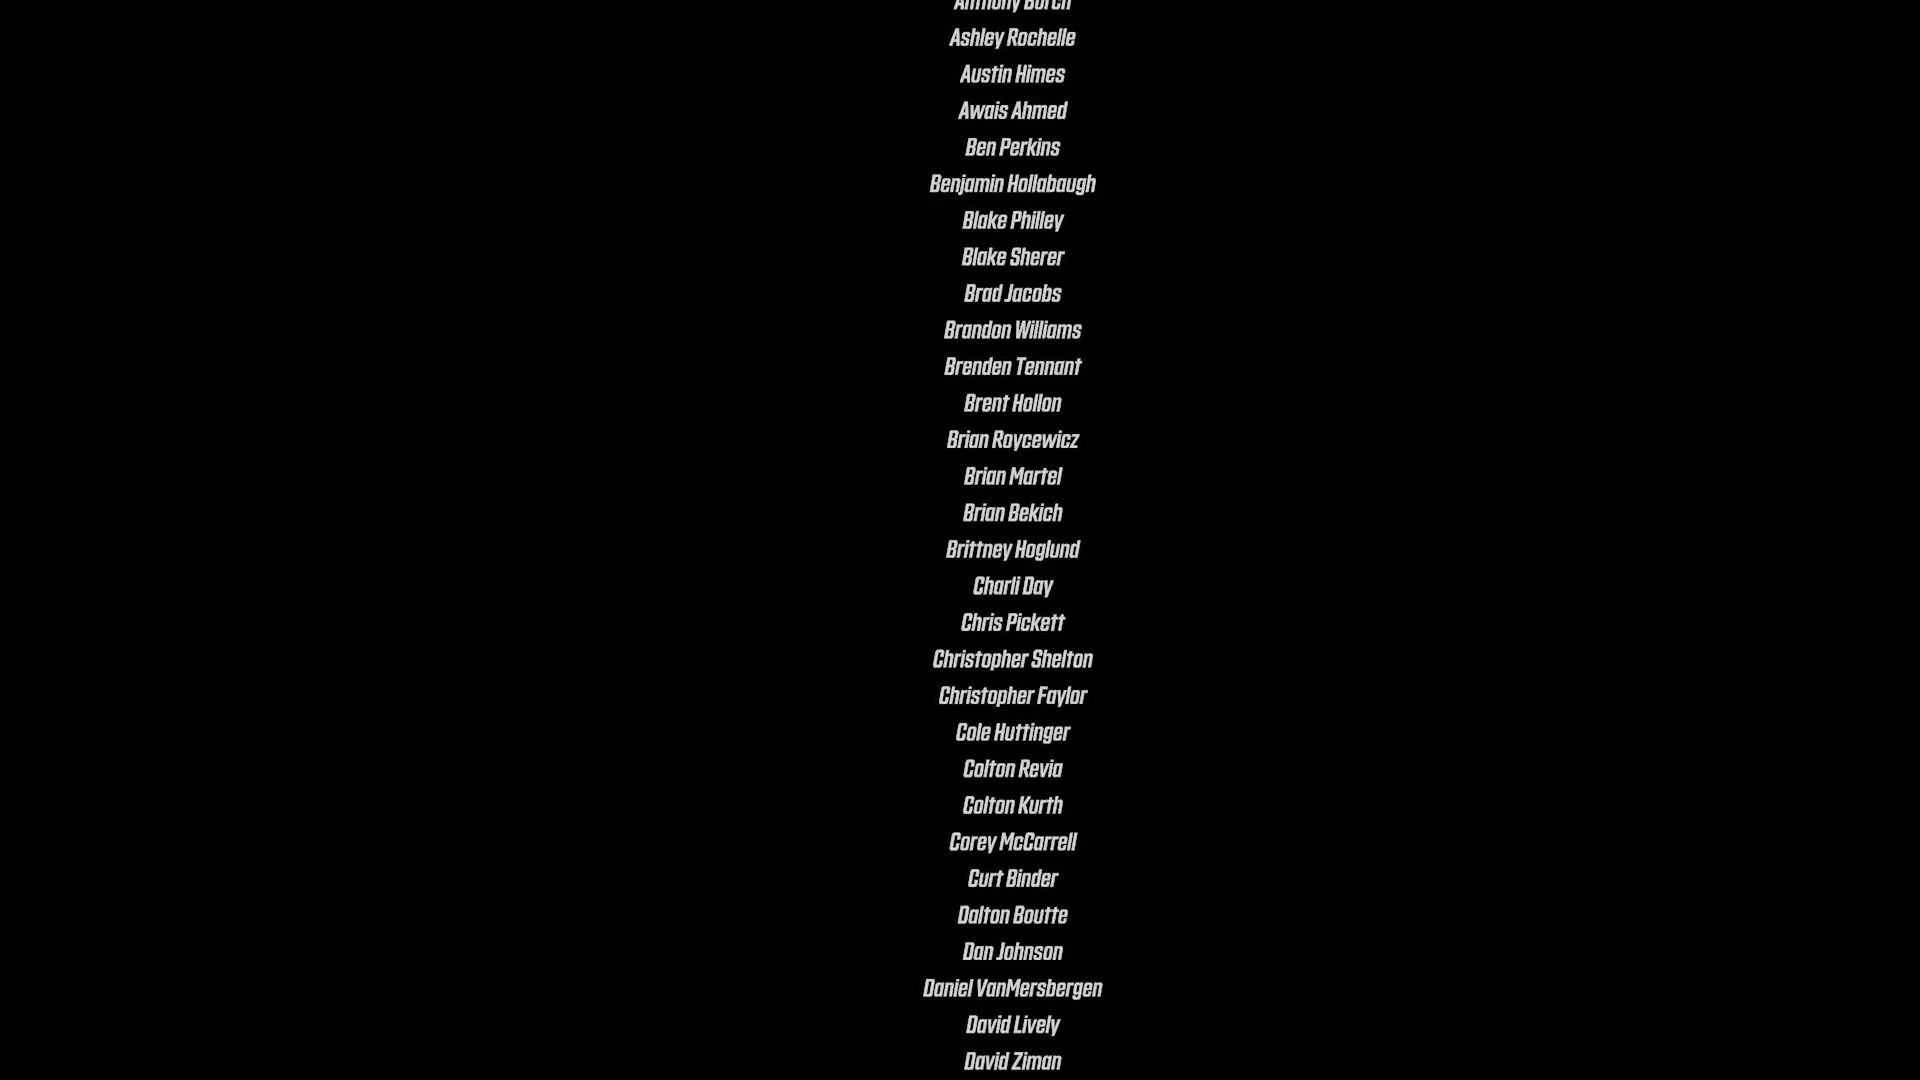 Anthony Burch
Ashley Rochelle
Austin Himes
Awais Ahmed
Ben Perkins
Benjamin Hollabaugh
Blake Philley
Blake Sherer
Brad Jacobs
Brandon Williams
Brenden Tennant
Brent Hollon
Brian Roycewicz
Brian Martel
Brian Bekich
Brittney Hoglund
Charli Day
Chris Pickett
Christopher Shelton
Christopher Faylor
Cole Huttinger
Colton Revia
Colton Kurth
Corey McCarrell
Curt Binder
Dalton Boutte
Dan Johnson
Daniel VanMersbergen
David Lively
David Ziman